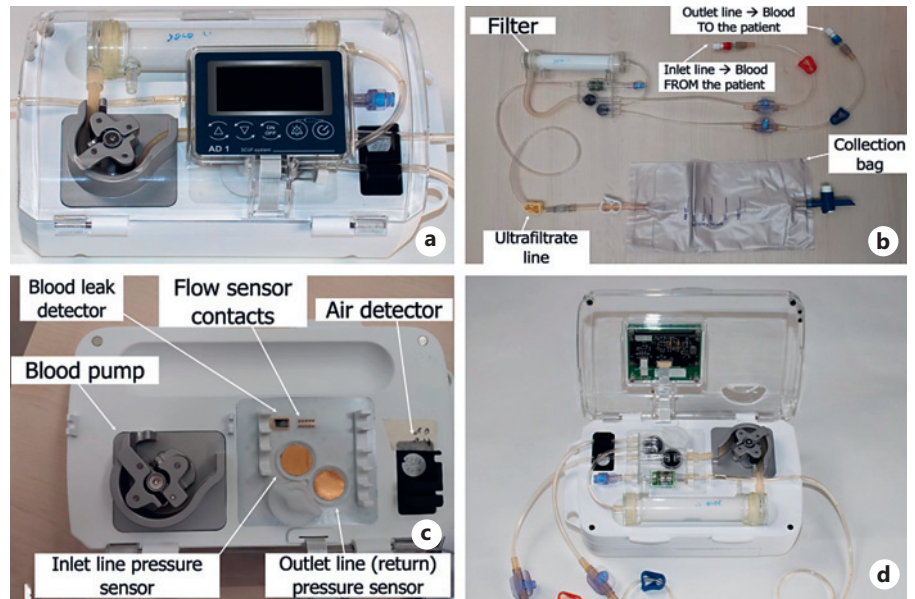 ON
OFF
AD 1
SCUF system
a
Filter
Outlet line → Blood
TO the patient
Inlet line → Blood
FROM the patient
Collection
bag
Ultrafiltrate
line
b
Blood leak
detector
Flow sensor
contacts
Air detector
Blood pump
Inlet line pressure
sensor
Outlet line (return)
pressure sensor
c
d